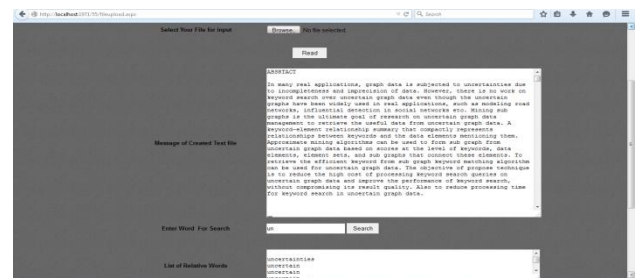 http://localhost:1971/SS/fileupload.aspx
Search
Select Your File for Input
Browse... No file selected.
Read
Message of Created Text file
ABSTRACT
In many real applications, graph data is subjected to uncertainties due
to incompleteness and imprecision of data. However, there is no work on
keyword search over uncertain graph data even though the uncertain
graphs have been widely used in real applications, such as modeling road
networks, influential detection in social networks etc. Mining sub
graphs is the ultimate goal of research on uncertain graph data
management to retrieve the useful data from uncertain graph data. A
keyword-element relationship summary that compactly represents
relationships between keywords and the data elements mentioning them.
Approximate mining algorithms can be used to form sub graph from
uncertain graph data based on scores at the level of keywords, data
elements, element sets, and sub graphs that connect these elements. To
retrieve the efficient keyword from sub graph keyword matching algorithm
can be used for uncertain graph data. The objective of propose technique
is to reduce the high cost of processing keyword search queries on
uncertain graph data and improve the performance of keyword search,
without compromising its result quality. Also to reduce processing time
for keyword search in uncertain graph data.
Enter Word For Search
un
Search
List of Relative Words
uncertainties
uncertain
uncertain